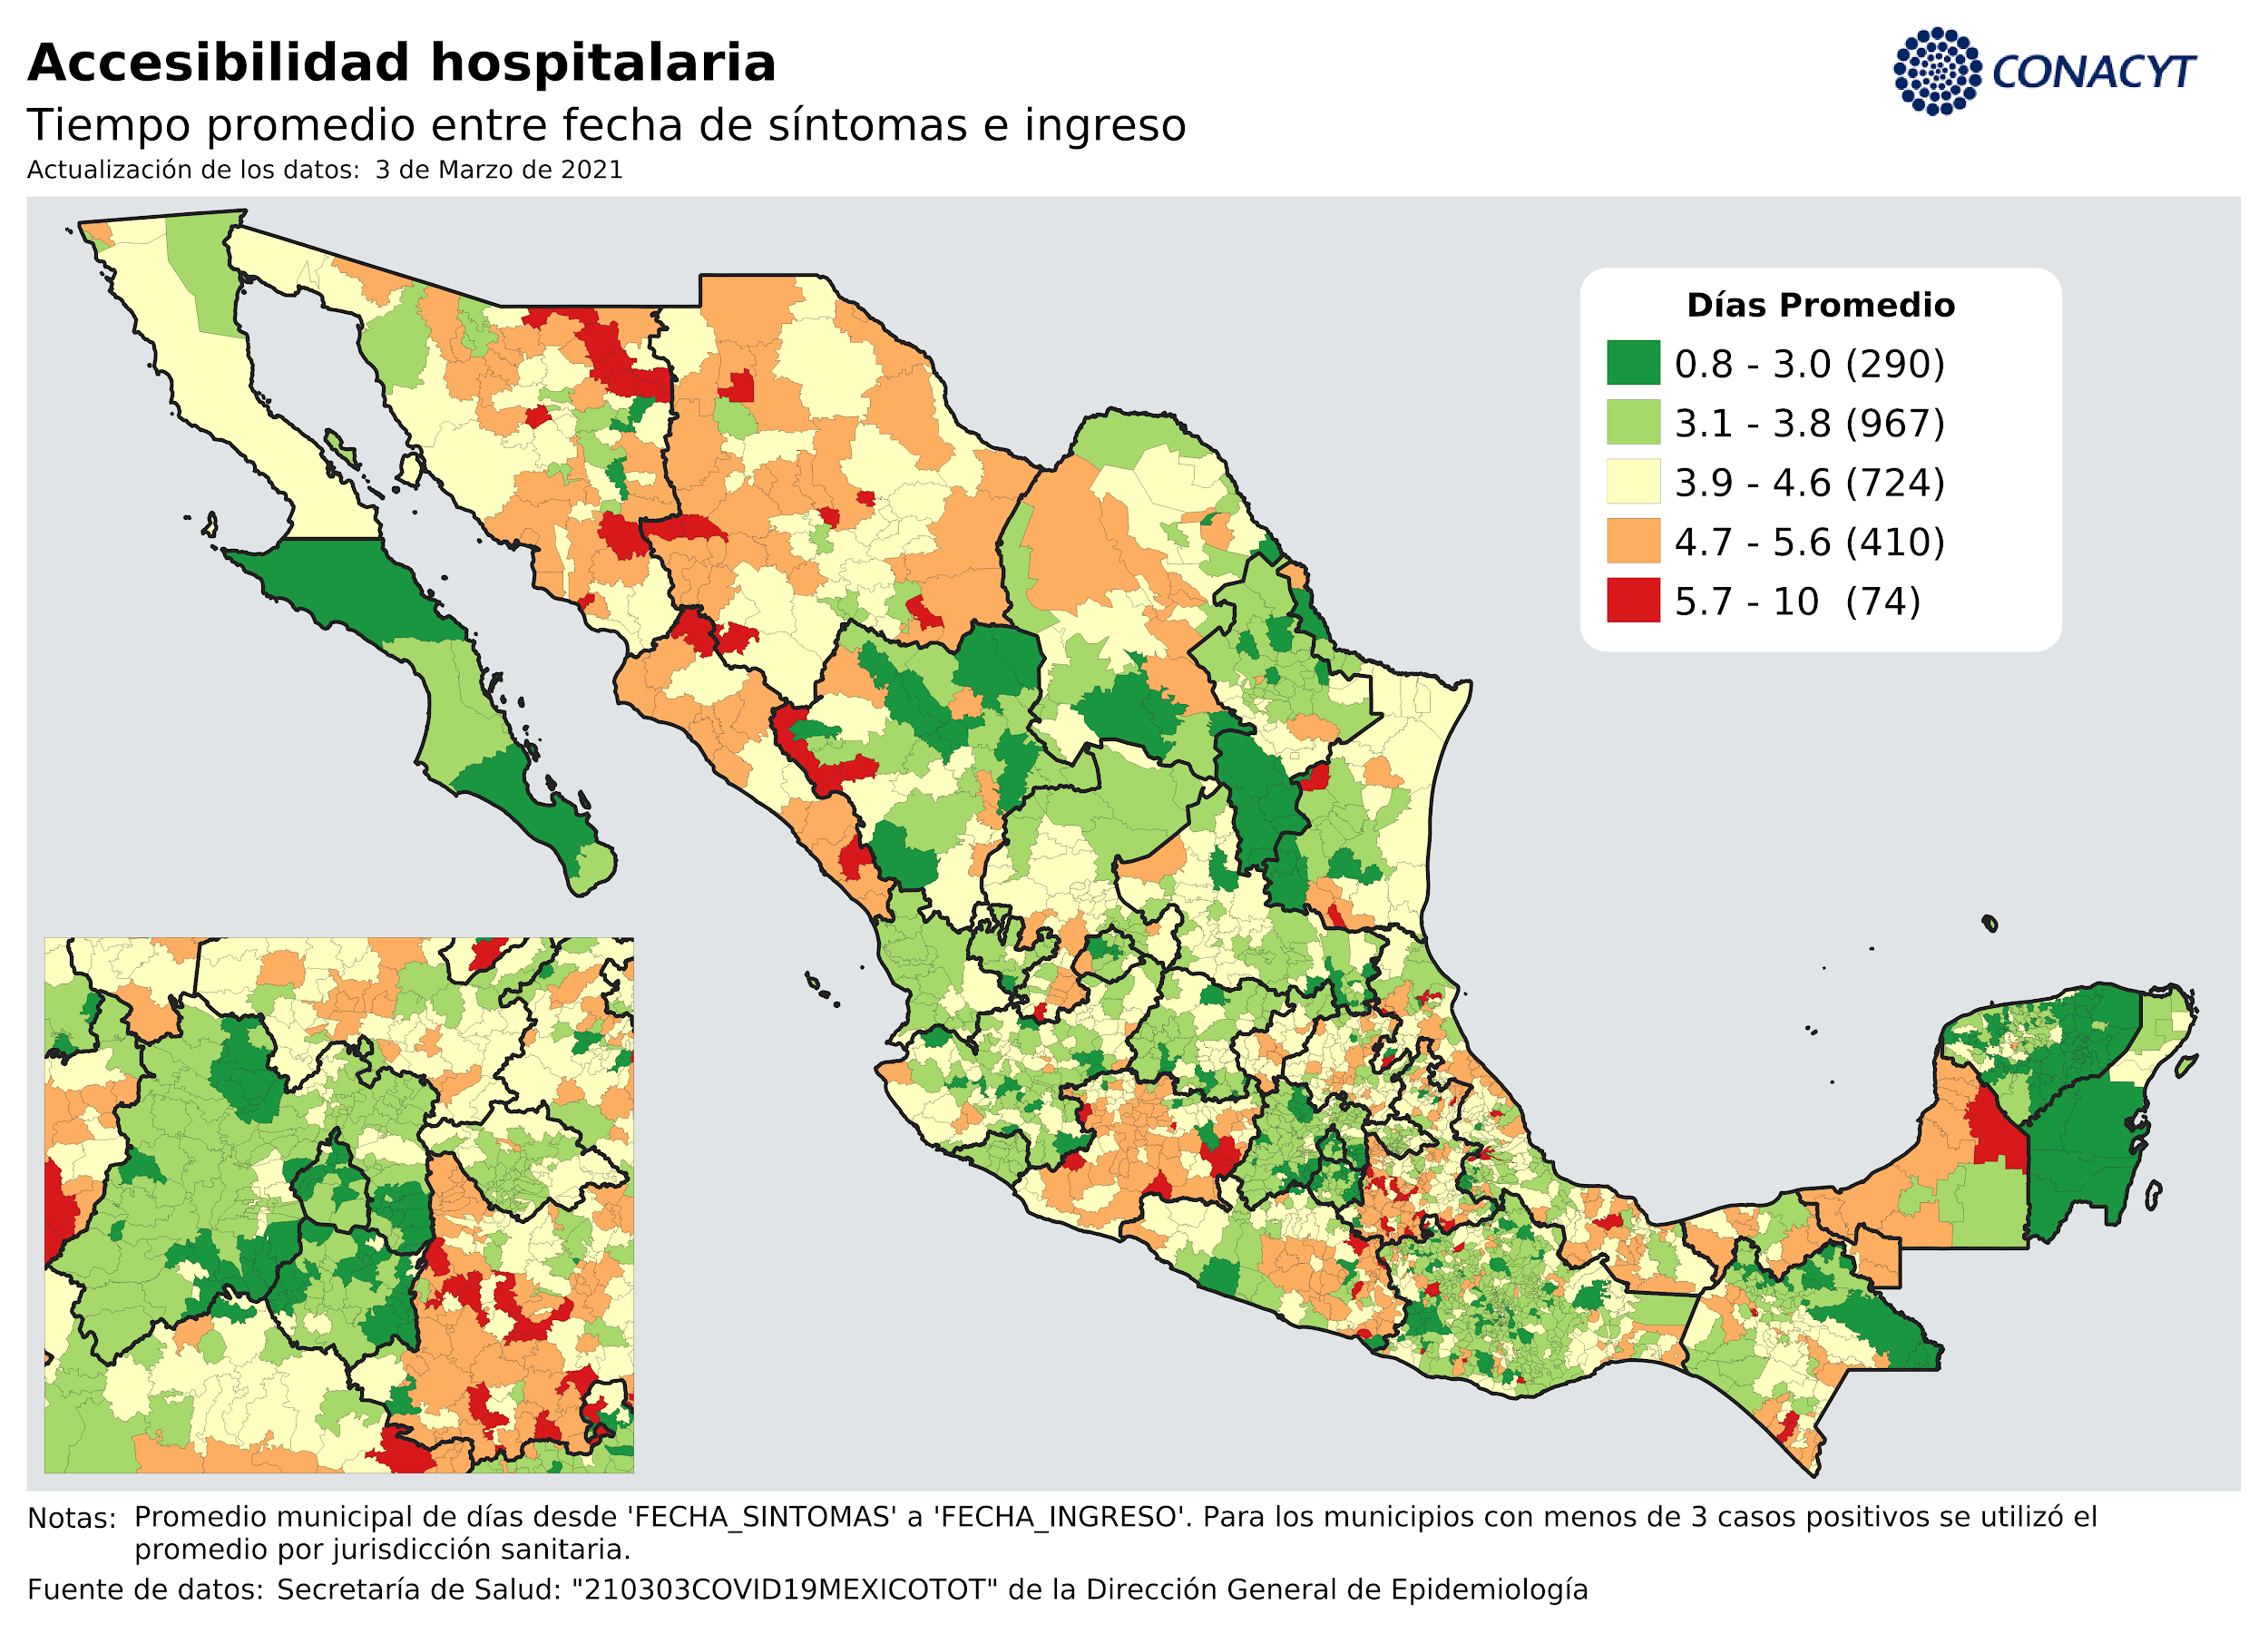 Accesibilidad hospitalaria
CONACYT
Tiempo promedio entre fecha de síntomas e ingreso
Actualización de los datos: 3 de Marzo de 2021
Días Promedio
0.8 - 3.0 (290)
3.1 - 3.8 (967)
3.9 - 4.6 (724)
4.7 - 5.6 (410)
5.7 - 10 (74)
Notas: Promedio municipal de días desde 'FECHA_SINTOMAS' a 'FECHA_INGRESO'. Para los municipios con menos de 3 casos positivos se utilizó el
promedio por jurisdicción sanitaria.
Fuente de datos: Secretaría de Salud: "210303COVID19MEXICOTOT" de la Dirección General de Epidemiología